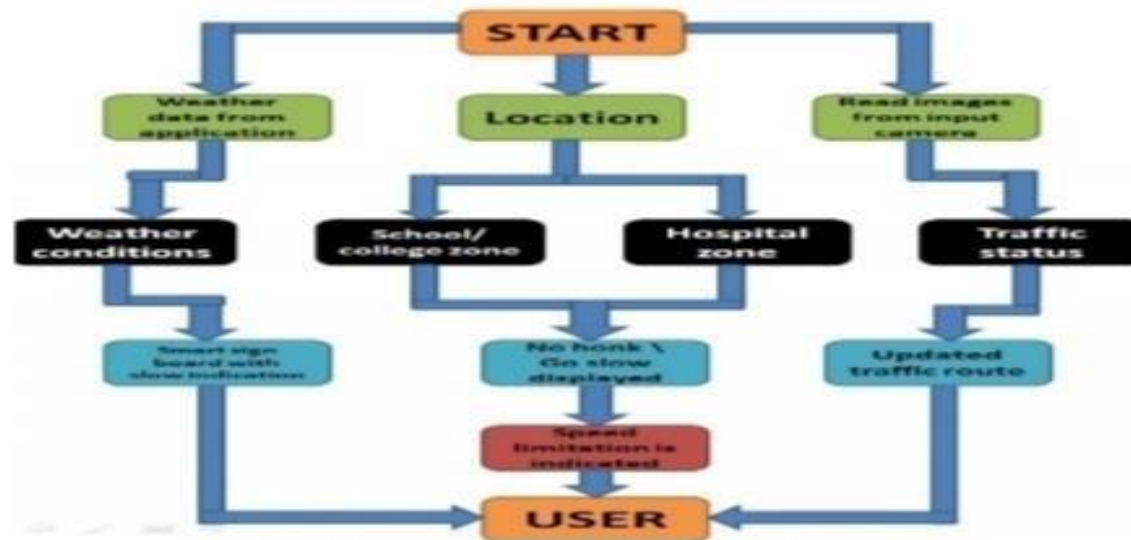 START
Weather
data from
application
Location
Read images
from input
camera
Weather
conditions
School/
college zone
Hospital
zone
Traffic
status
Smart sign
board with
slow indication
No honk \
Go slow
displayed
Updated
traffic route
Speed
limitation is
indicated
USER